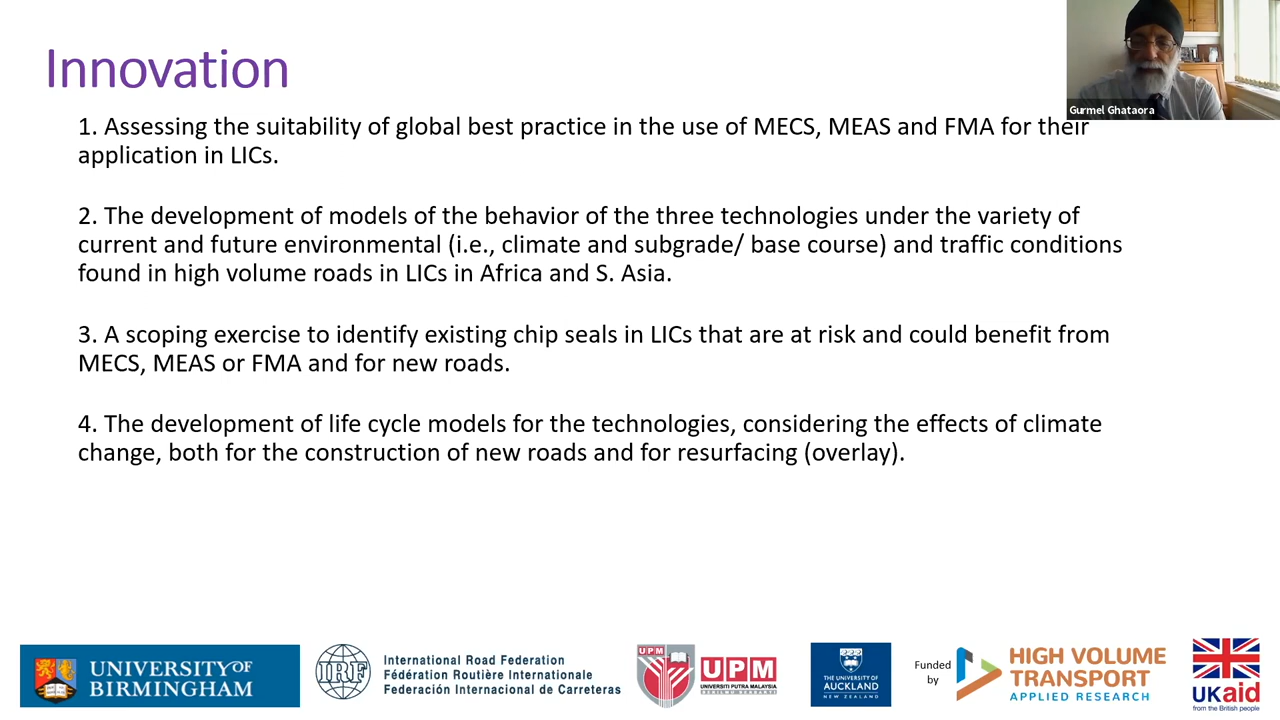 Innovation
Gurmel Ghataora
1. Assessing the suitability of global best practice in the use of MECS, MEAS and FMA for their
application in LICs.
2. The development of models of the behavior of the three technologies under the variety of
current and future environmental (i.e., climate and subgrade/ base course) and traffic conditions
found in high volume roads in LICs in Africa and S. Asia.
3. A scoping exercise to identify existing chip seals in LICs that are at risk and could benefit from
MECS, MEAS or FMA and for new roads.
4. The development of life cycle models for the technologies, considering the effects of climate
change, both for the construction of new roads and for resurfacing (overlay).
UNIVERSITY OF
BIRMINGHAM
IRF
International Road Federation
Fédération Routière Internationale
Federación Internacional de Carreteras
UPM
UPM
UNIVERSITI PUTRA MALAYSIA
THE UNIVERSITY OF
AUCKLAND
NEW ZEALAND
Funded
by
HIGH VOLUME
TRANSPORT
APPLIED RESEARCH
UKaid
from the British people